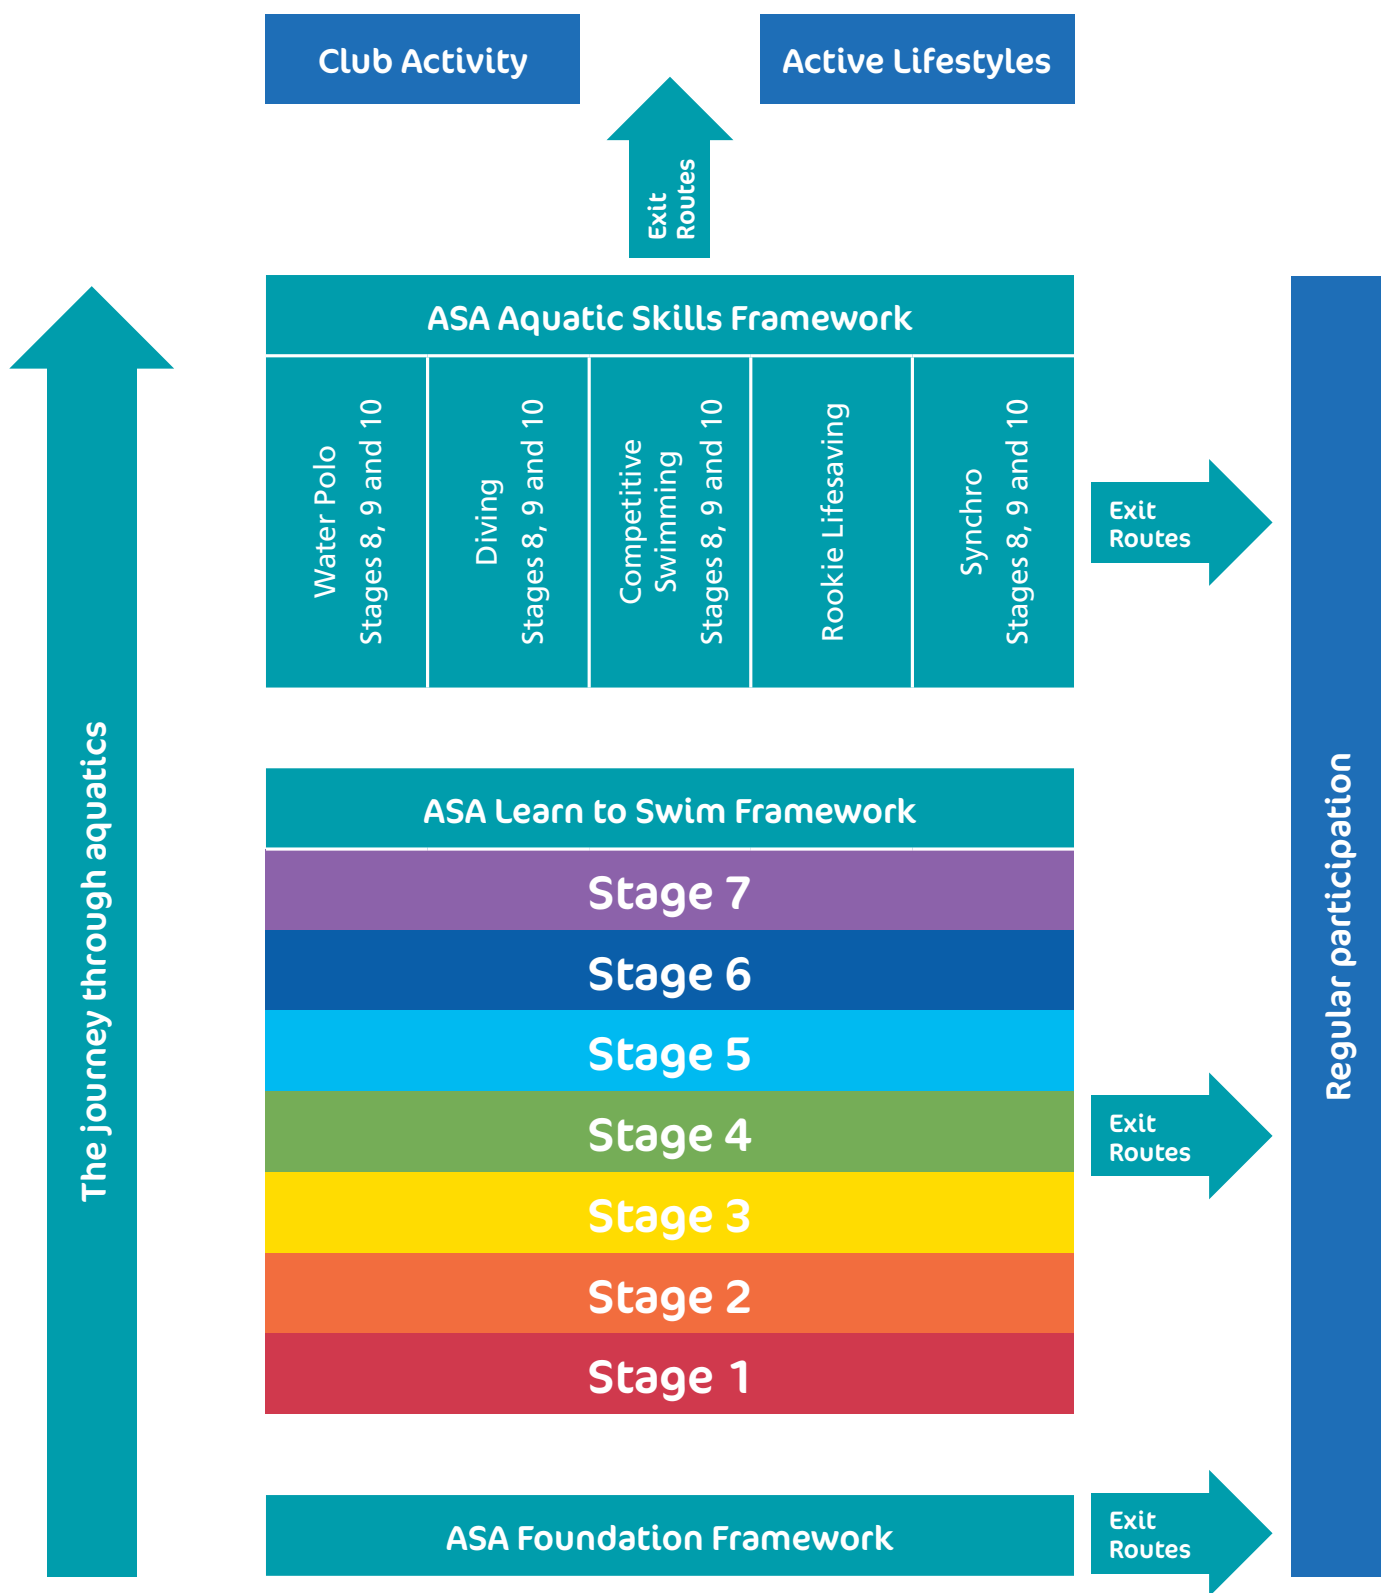 Club Activity
Active Lifestyles
Exit
Routes
ASA Aquatic Skills Framework
Water Polo
Stages 8, 9 and 10
Diving
Stages 8, 9 and 10
Competitive
Swimming
Stages 8, 9 and 10
Rookie Lifesaving
Synchro
Stages 8, 9 and 10
Exit
Routes
The journey through aquatics
Regular participation
ASA Learn to Swim Framework
Stage 7
Stage 6
Stage 5
Stage 4
Exit
Routes
Stage 3
Stage 2
Stage 1
ASA Foundation Framework
Exit
Routes